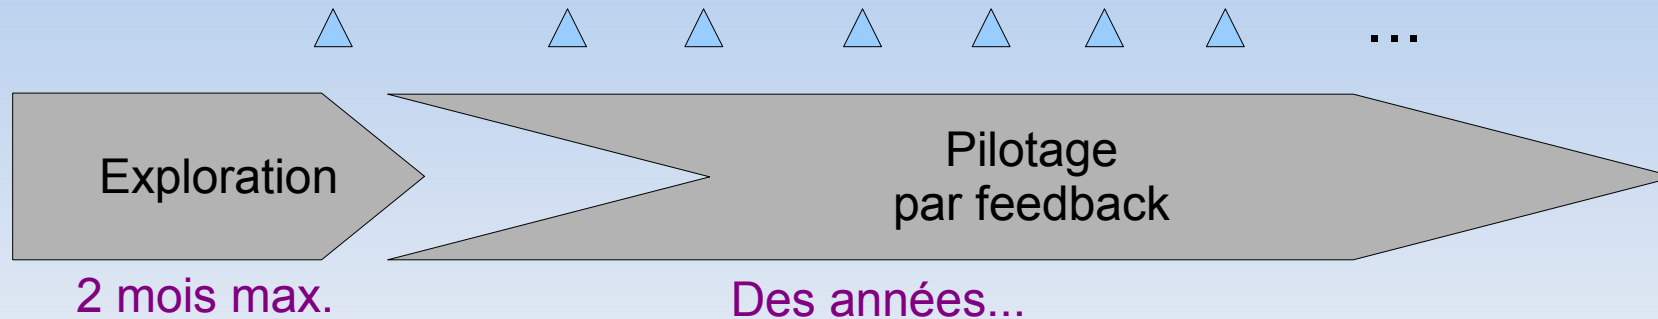 ...
Exploration
Pilotage
par feedback
2 mois max.
Des années...